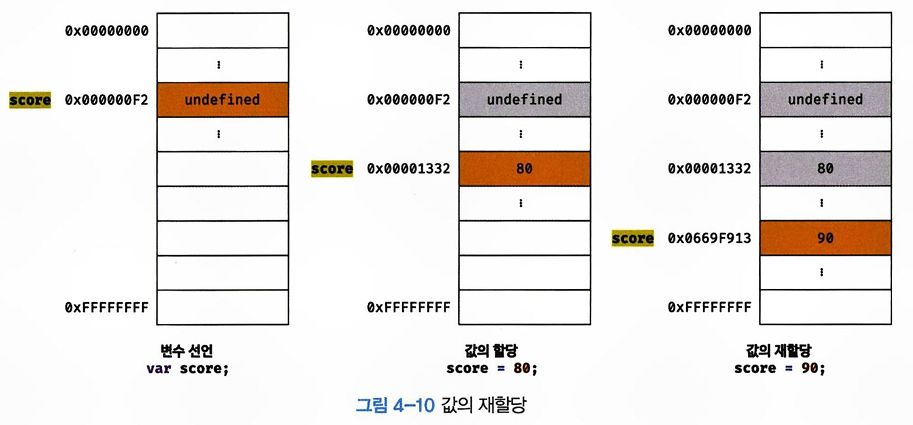 0x00000000
⋮
score 0x000000F2 undefined
⋮
0xFFFFFFFF
변수 선언
var score;
0x00000000
⋮
0x000000F2 undefined
⋮
score 0x00001332 80
⋮
0xFFFFFFFF
값의 할당
score = 80;
0x00000000
⋮
0x000000F2 undefined
⋮
0x00001332 80
⋮
score 0x0669F913 90
⋮
0xFFFFFFFF
값의 재할당
score = 90;
그림 4-10 값의 재할당